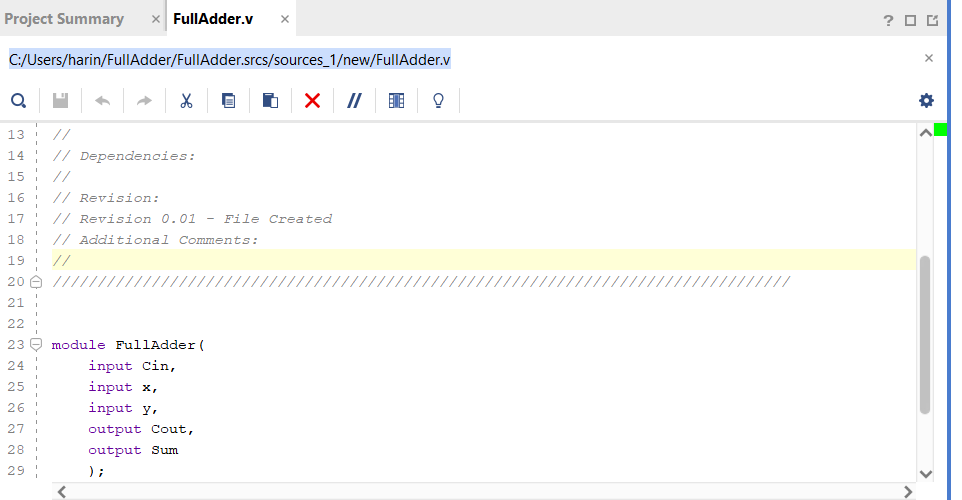 Project Summary × FullAdder.v ×
C:/Users/harin/FullAdder/FullAdder.srcs/sources_1/new/FullAdder.v
13 //
14 // Dependencies:
15 //
16 // Revision:
17 // Revision 0.01 - File Created
18 // Additional Comments:
19 //
20 //////////////////////////////////////////////////////////////////////////////////
21
22
23 module FullAdder(
24     input Cin,
25     input x,
26     input y,
27     output Cout,
28     output Sum
29     );